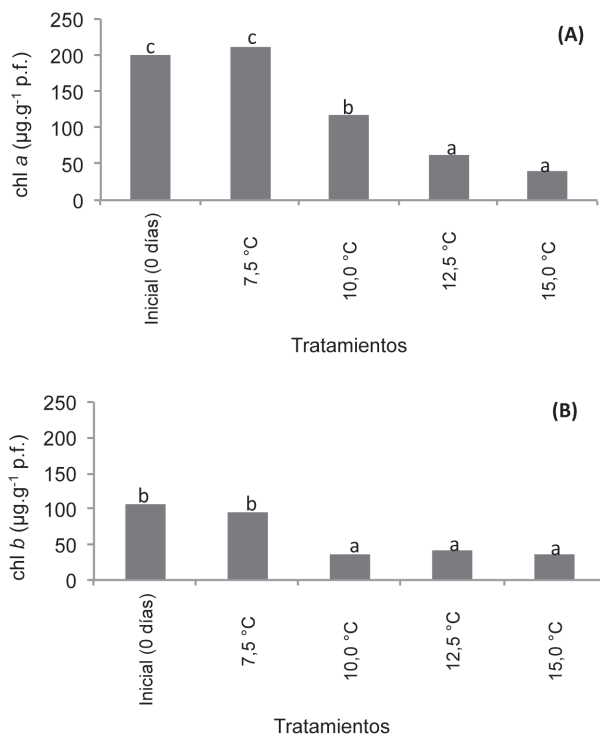 (A)
chl a (µg.g⁻¹ p.f.)
250
200
150
100
50
0
c
c
b
a
a
Inicial (0 días)
7,5 °C
10,0 °C
12,5 °C
15,0 °C
Tratamientos
(B)
chl b (µg.g⁻¹ p.f.)
250
200
150
100
50
0
b
b
a
a
a
Inicial (0 días)
7,5 °C
10,0 °C
12,5 °C
15,0 °C
Tratamientos